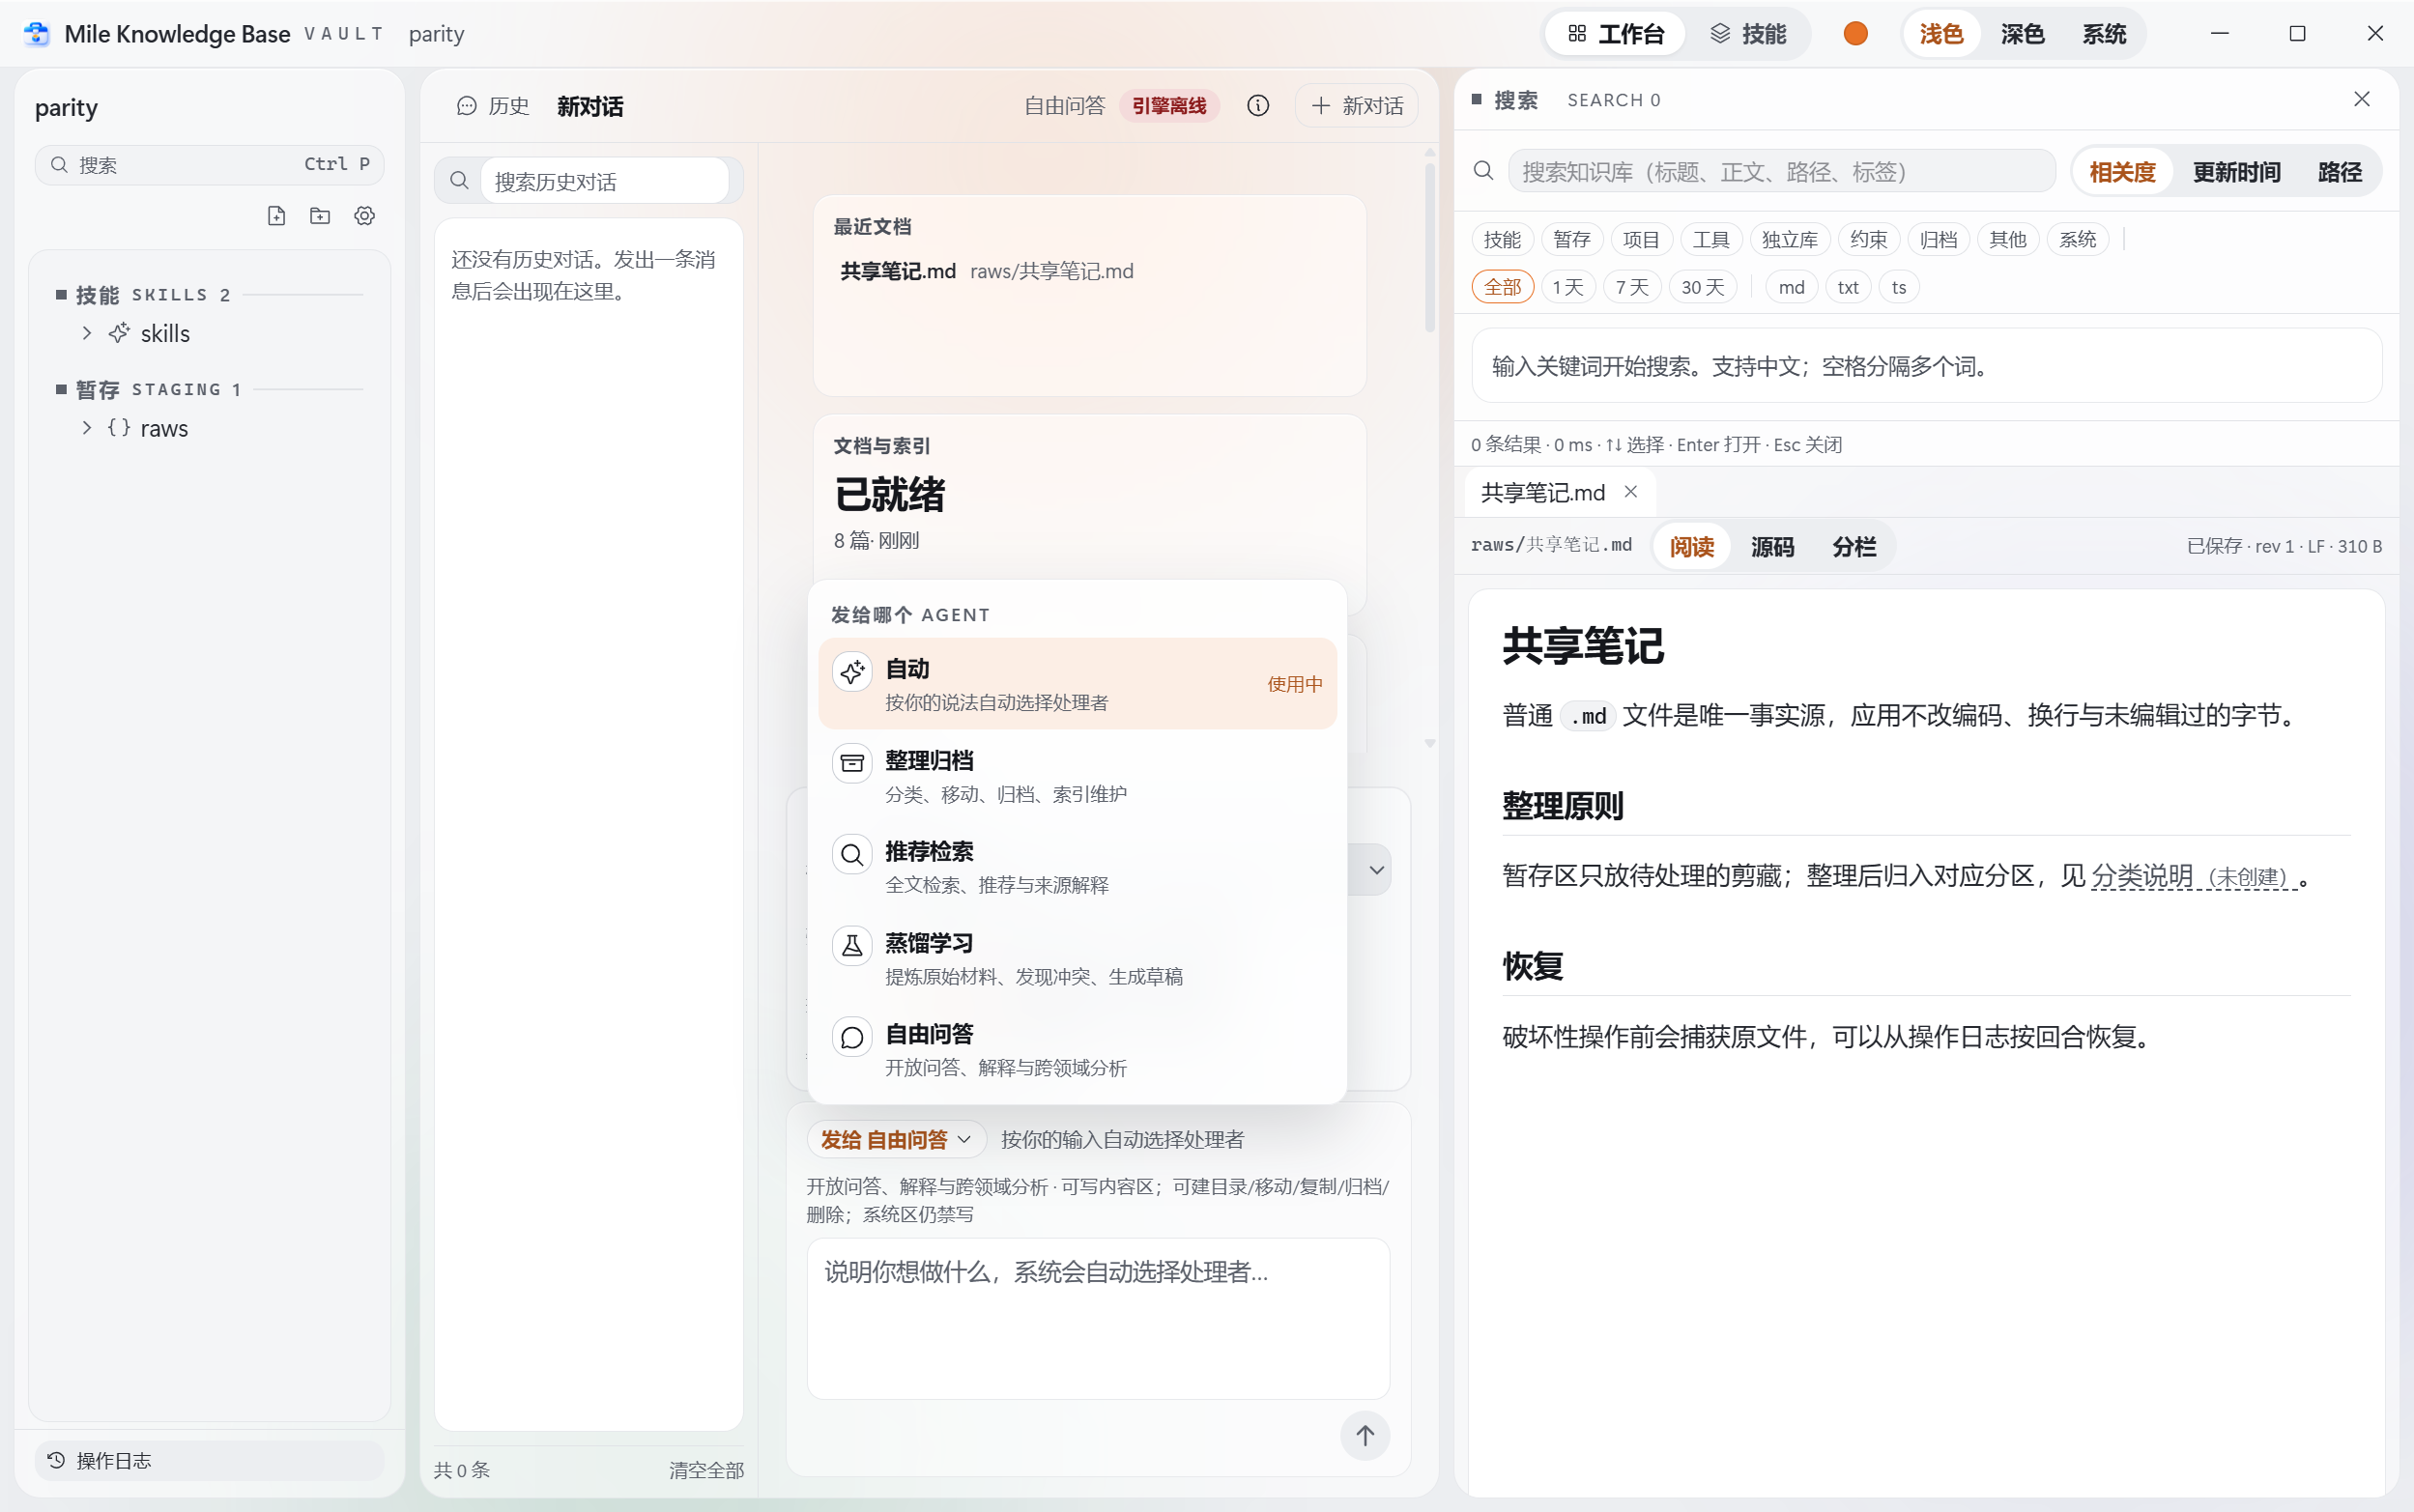 Mile Knowledge Base VAULT parity
工作台 技能 浅色 深色 系统
parity
搜索 Ctrl P
技能 SKILLS 2
skills
暂存 STAGING 1
raws
操作日志
历史 新对话
自由问答 引擎离线 新对话
搜索历史对话
还没有历史对话。发出一条消
息后会出现在这里。
共 0 条 清空全部
最近文档
共享笔记.md raws/共享笔记.md
文档与索引
已就绪
8 篇· 刚刚
发给哪个 AGENT
自动
按你的说法自动选择处理者
使用中
整理归档
分类、移动、归档、索引维护
推荐检索
全文检索、推荐与来源解释
蒸馏学习
提炼原始材料、发现冲突、生成草稿
自由问答
开放问答、解释与跨领域分析
发给 自由问答 按你的输入自动选择处理者
开放问答、解释与跨领域分析 · 可写内容区；可建目录/移动/复制/归档/
删除；系统区仍禁写
说明你想做什么，系统会自动选择处理者...
搜索 SEARCH 0
搜索知识库（标题、正文、路径、标签） 相关度 更新时间 路径
技能 暂存 项目 工具 独立库 约束 归档 其他 系统
全部 1 天 7 天 30 天 md txt ts
输入关键词开始搜索。支持中文；空格分隔多个词。
0 条结果 · 0 ms · ↑↓ 选择 · Enter 打开 · Esc 关闭
共享笔记.md
raws/共享笔记.md 阅读 源码 分栏 已保存 · rev 1 · LF · 310 B
共享笔记
普通 .md 文件是唯一事实源，应用不改编码、换行与未编辑过的字节。
整理原则
暂存区只放待处理的剪藏；整理后归入对应分区，见 分类说明（未创建）。
恢复
破坏性操作前会捕获原文件，可以从操作日志按回合恢复。